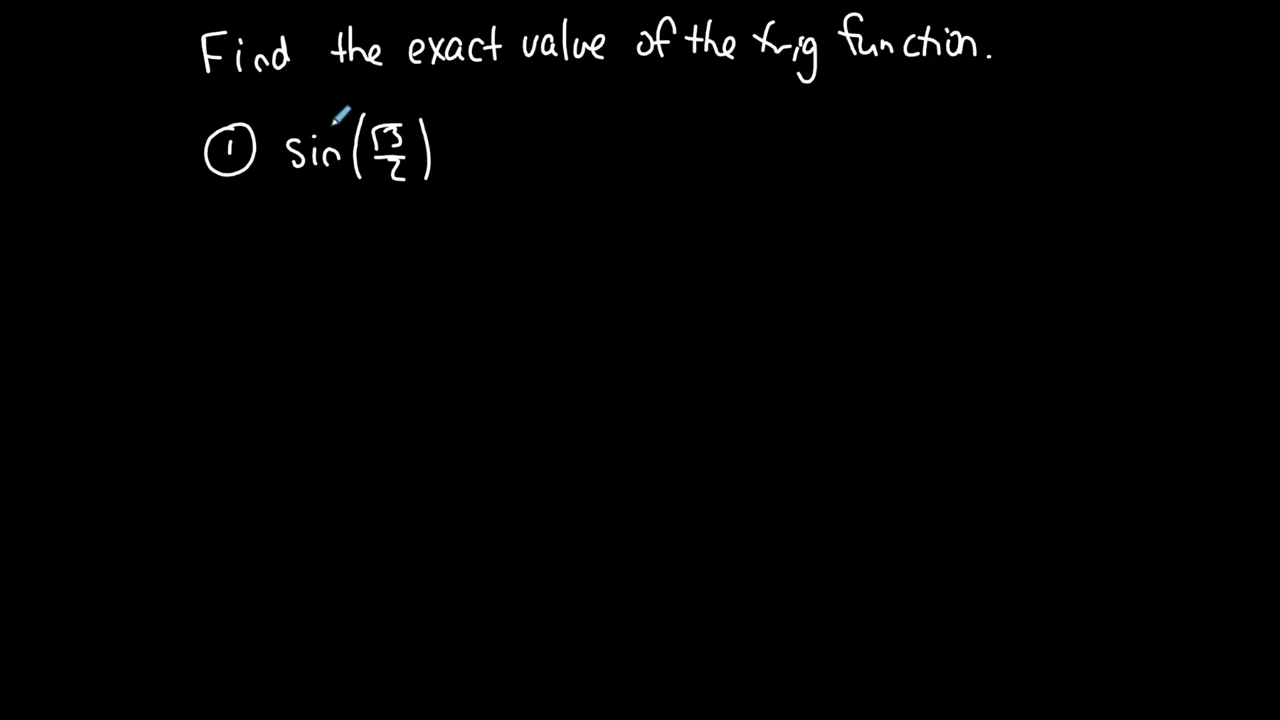 Find the exact value of the trig function.
① sin(√3/2)